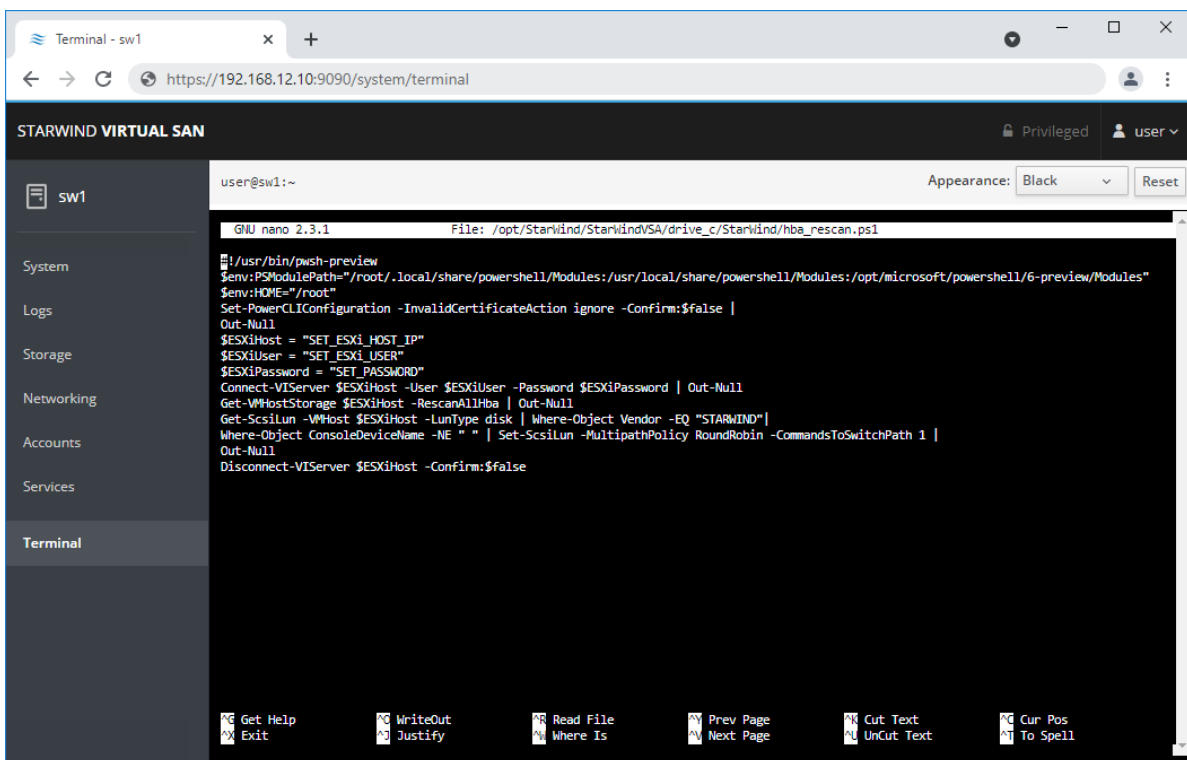 Terminal - sw1
https://192.168.12.10:9090/system/terminal
STARWIND VIRTUAL SAN
Privileged
user
sw1
System
Logs
Storage
Networking
Accounts
Services
Terminal
user@sw1:~
Appearance: Black Reset
GNU nano 2.3.1 File: /opt/StarWind/StarWindVSA/drive_c/StarWind/hba_rescan.ps1
#!/usr/bin/pwsh-preview
$env:PSModulePath="/root/.local/share/powershell/Modules:/usr/local/share/powershell/Modules:/opt/microsoft/powershell/6-preview/Modules"
$env:HOME="/root"
Set-PowerCLIConfiguration -InvalidCertificateAction ignore -Confirm:$false |
Out-Null
$ESXiHost = "SET_ESXi_HOST_IP"
$ESXiUser = "SET_ESXi_USER"
$ESXiPassword = "SET_PASSWORD"
Connect-VIServer $ESXiHost -User $ESXiUser -Password $ESXiPassword | Out-Null
Get-VMHostStorage $ESXiHost -RescanAllHba | Out-Null
Get-ScsiLun -VMHost $ESXiHost -LunType disk | Where-Object Vendor -EQ "STARWIND"|
Where-Object ConsoleDeviceName -NE " " | Set-ScsiLun -MultipathPolicy RoundRobin -CommandsToSwitchPath 1 |
Out-Null
Disconnect-VIServer $ESXiHost -Confirm:$false
^G Get Help ^O WriteOut ^R Read File ^Y Prev Page ^K Cut Text ^C Cur Pos
^X Exit ^J Justify ^W Where Is ^V Next Page ^U UnCut Text ^T To Spell